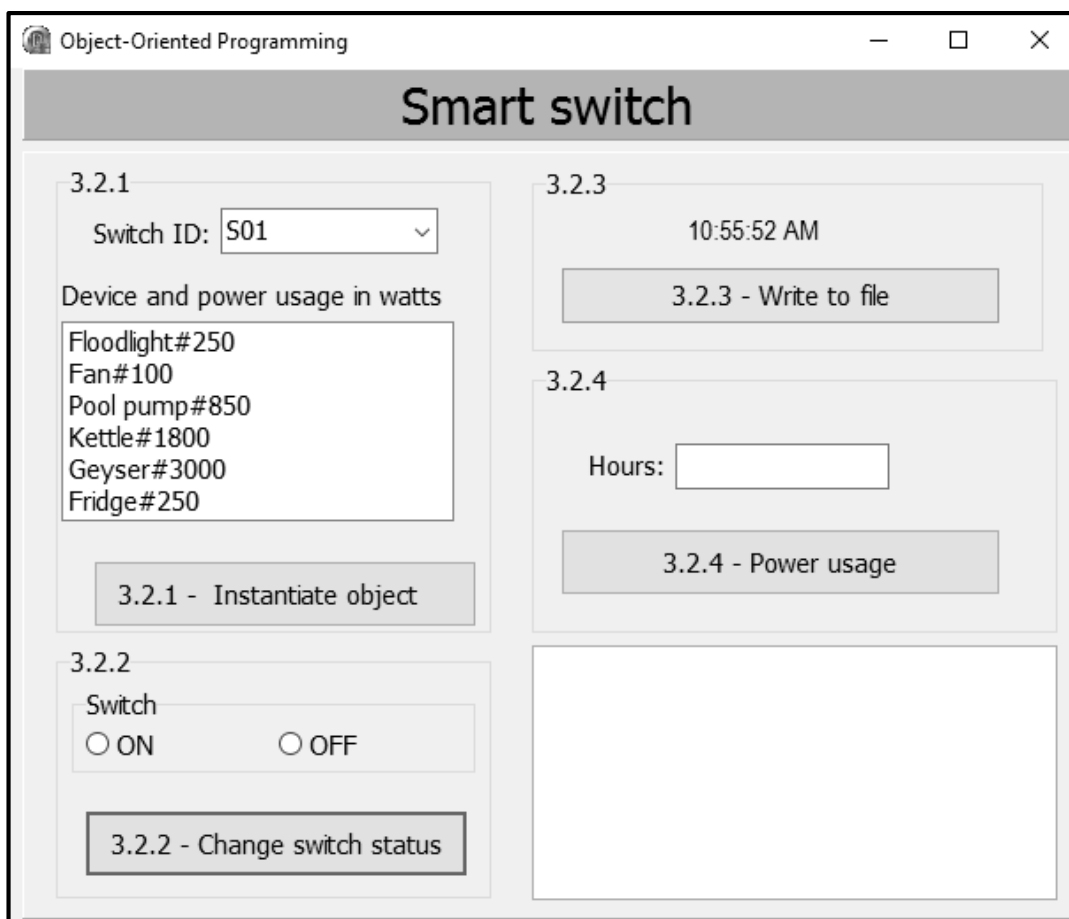 Object-Oriented Programming
Smart switch
3.2.1
Switch ID: S01
Device and power usage in watts
Floodlight#250
Fan#100
Pool pump#850
Kettle#1800
Geyser#3000
Fridge#250
3.2.1 - Instantiate object
3.2.2
Switch
ON OFF
3.2.2 - Change switch status
3.2.3
10:55:52 AM
3.2.3 - Write to file
3.2.4
Hours:
3.2.4 - Power usage